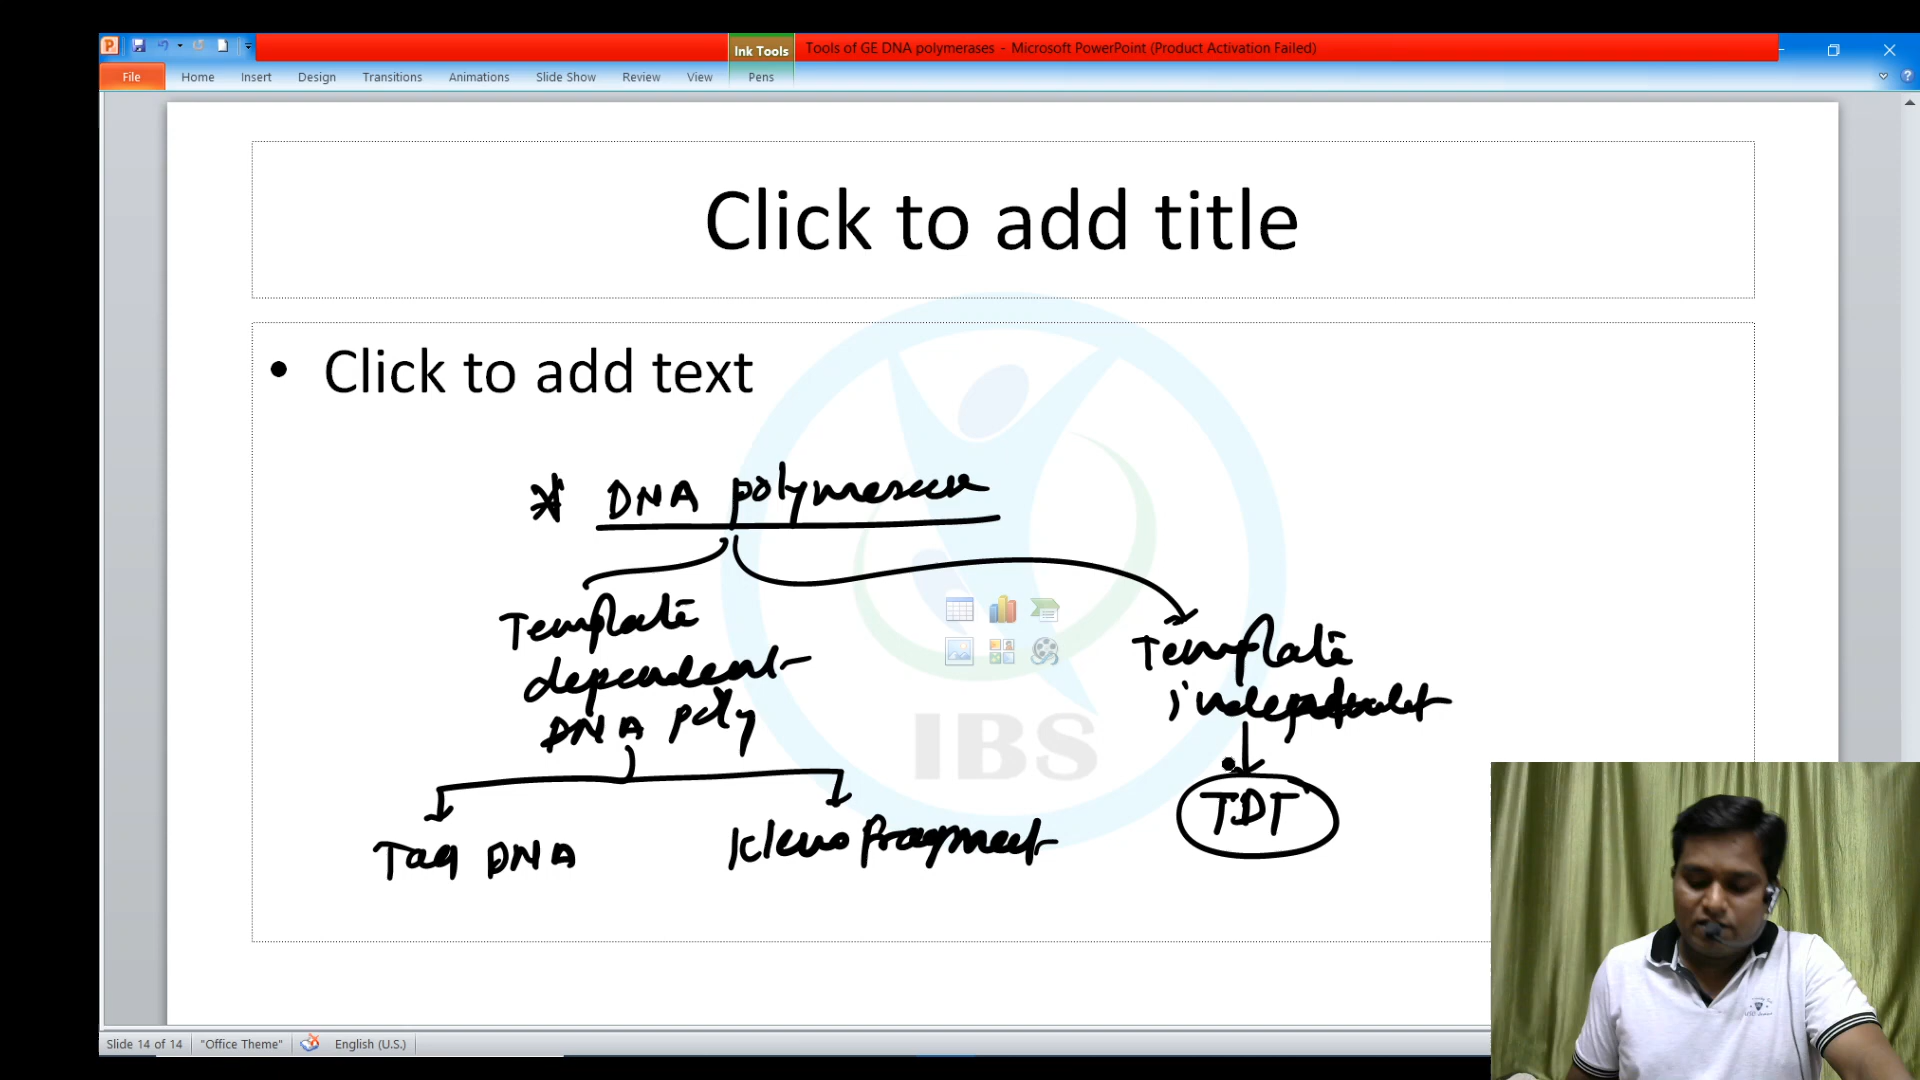 Ink Tools
Tools of GE DNA polymerases - Microsoft PowerPoint (Product Activation Failed)
File Home Insert Design Transitions Animations Slide Show Review View Pens
Click to add title
• Click to add text
* DNA polymerase
Template
dependent
DNA poly
Template
independent
TDT
Taq DNA
Kleno fragment
IBS
Slide 14 of 14 "Office Theme" English (U.S.)